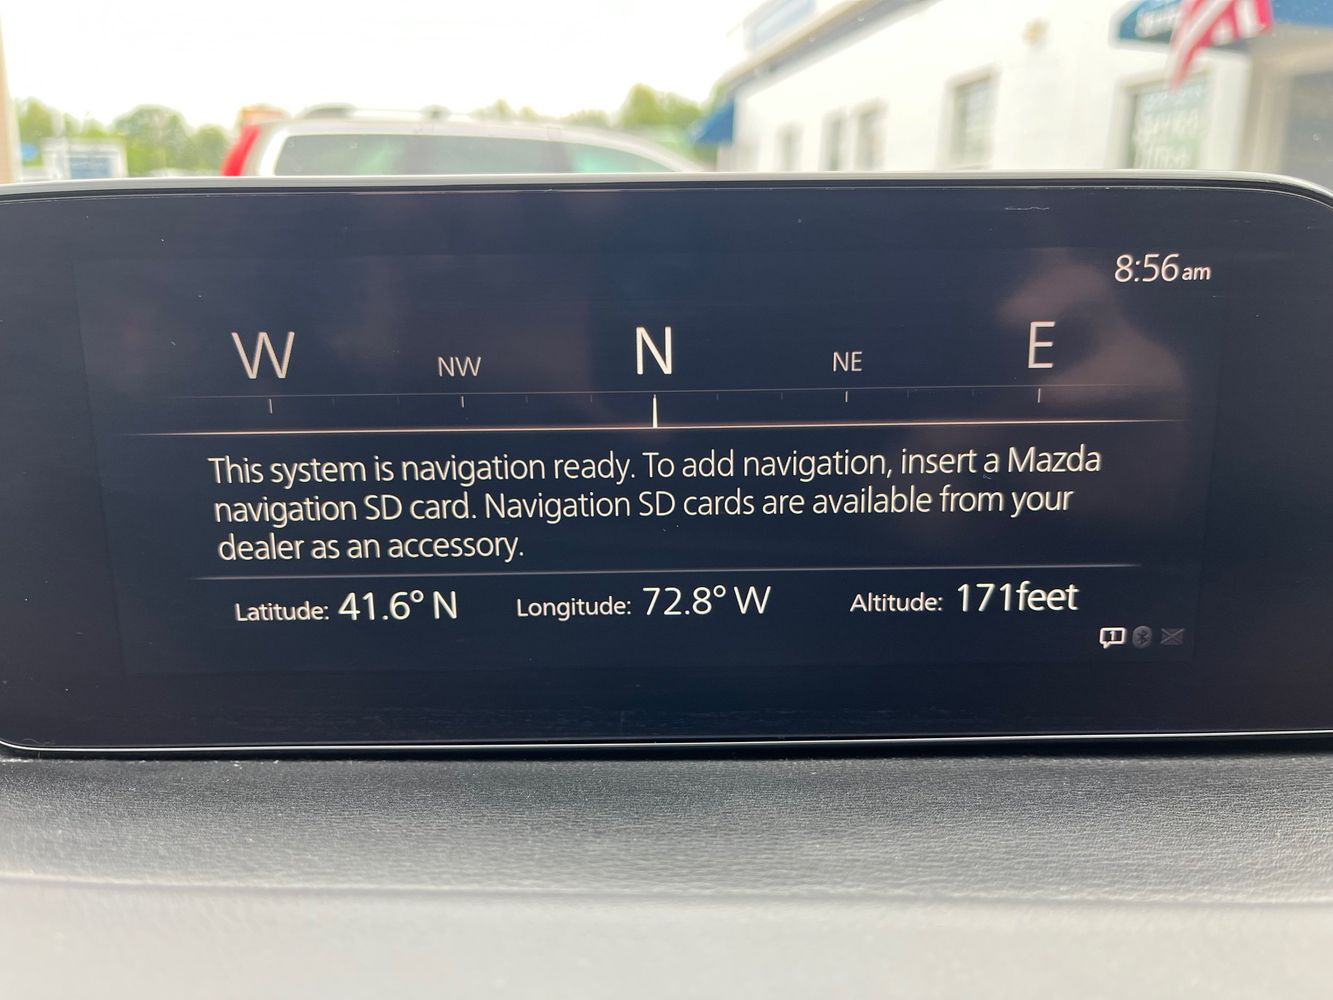 8:56am
W NW N NE E
This system is navigation ready. To add navigation, insert a Mazda
navigation SD card. Navigation SD cards are available from your
dealer as an accessory.
Latitude: 41.6° N Longitude: 72.8° W Altitude: 171feet
1